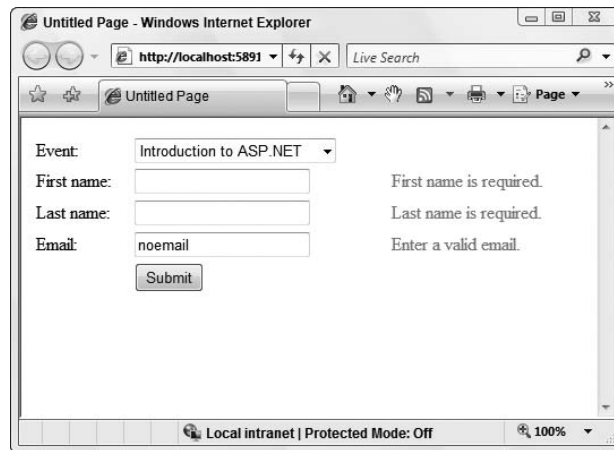 Untitled Page - Windows Internet Explorer
http://localhost:5891
Live Search
Untitled Page
Page
»
Event: Introduction to ASP.NET
First name: First name is required.
Last name: Last name is required.
Email: noemail Enter a valid email.
Submit
Local intranet | Protected Mode: Off 100%